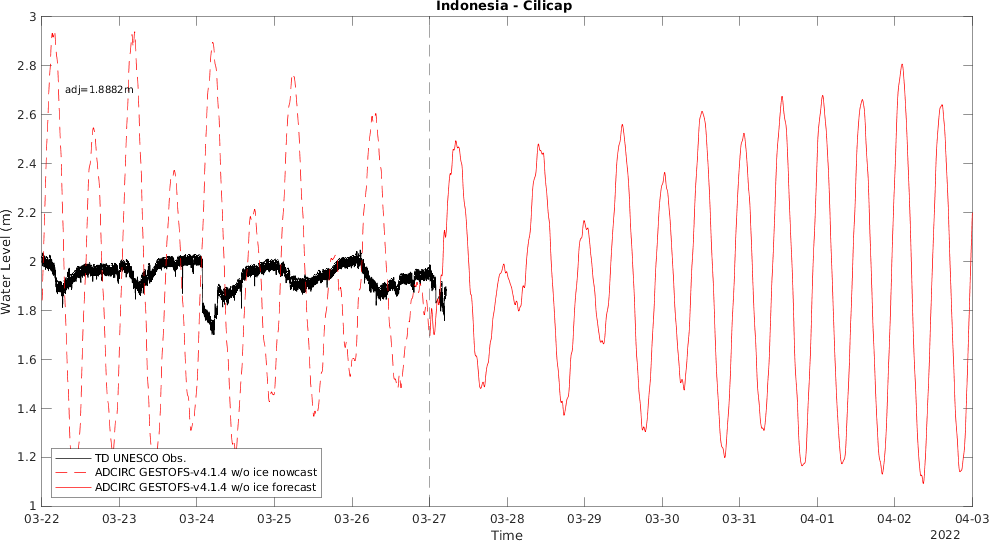 Indonesia - Cilicap
3
2.8
2.6
2.4
2.2
2
1.8
1.6
1.4
1.2
1
Water Level (m)
adj=1.8882m
TD UNESCO Obs.
ADCIRC GESTOFS-v4.1.4 w/o ice nowcast
ADCIRC GESTOFS-v4.1.4 w/o ice forecast
03-22 03-23 03-24 03-25 03-26 03-27 03-28 03-29 03-30 03-31 04-01 04-02 04-03
Time
2022